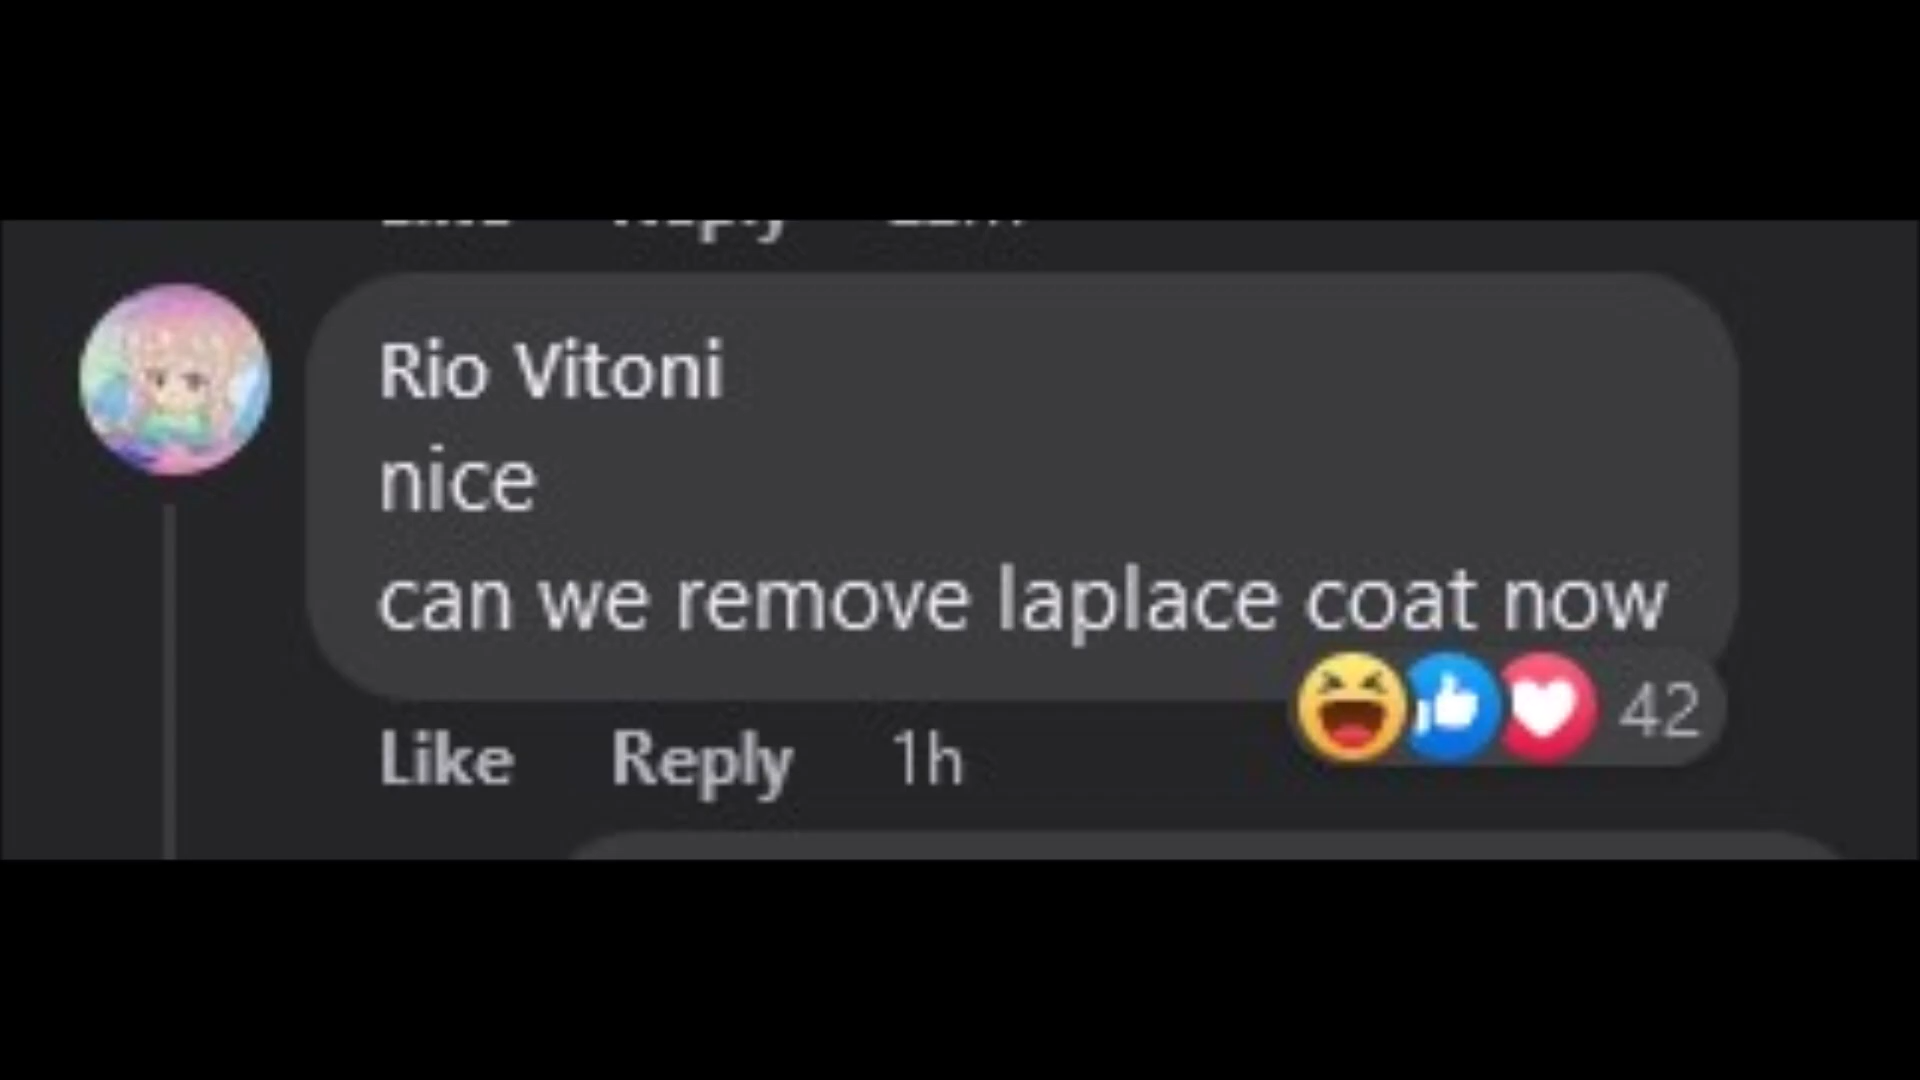 Rio Vitoni
nice
can we remove laplace coat now
42
Like Reply 1h